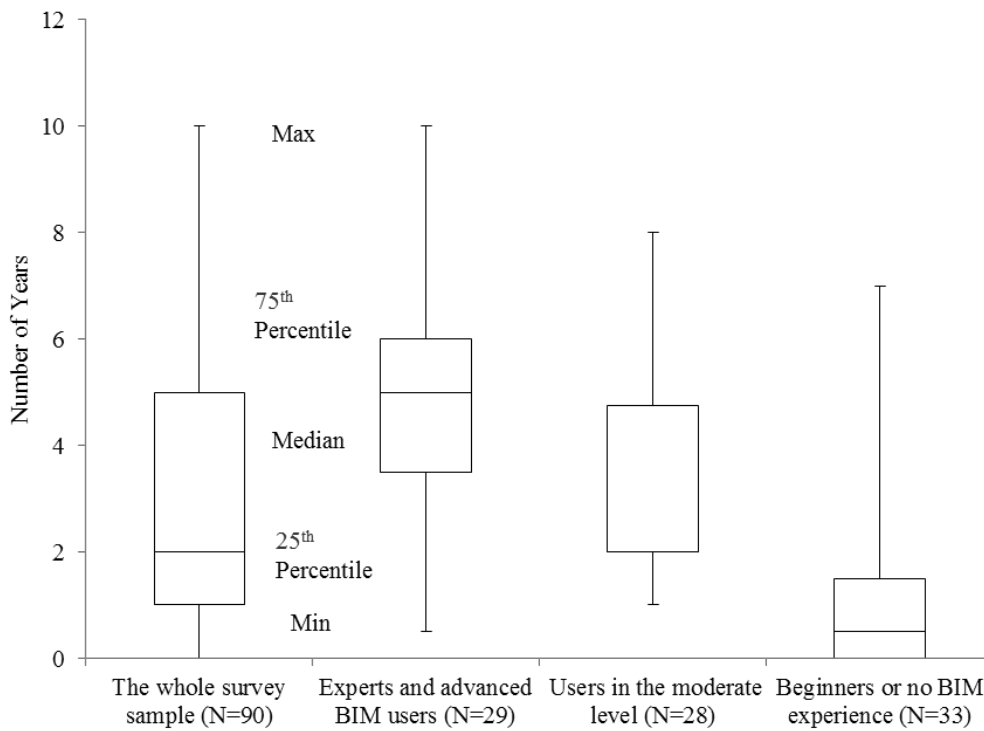 12
10
8
6
4
2
0
Number of Years
Max
75th
Percentile
Median
25th
Percentile
Min
The whole survey
sample (N=90)
Experts and advanced
BIM users (N=29)
Users in the moderate
level (N=28)
Beginners or no BIM
experience (N=33)